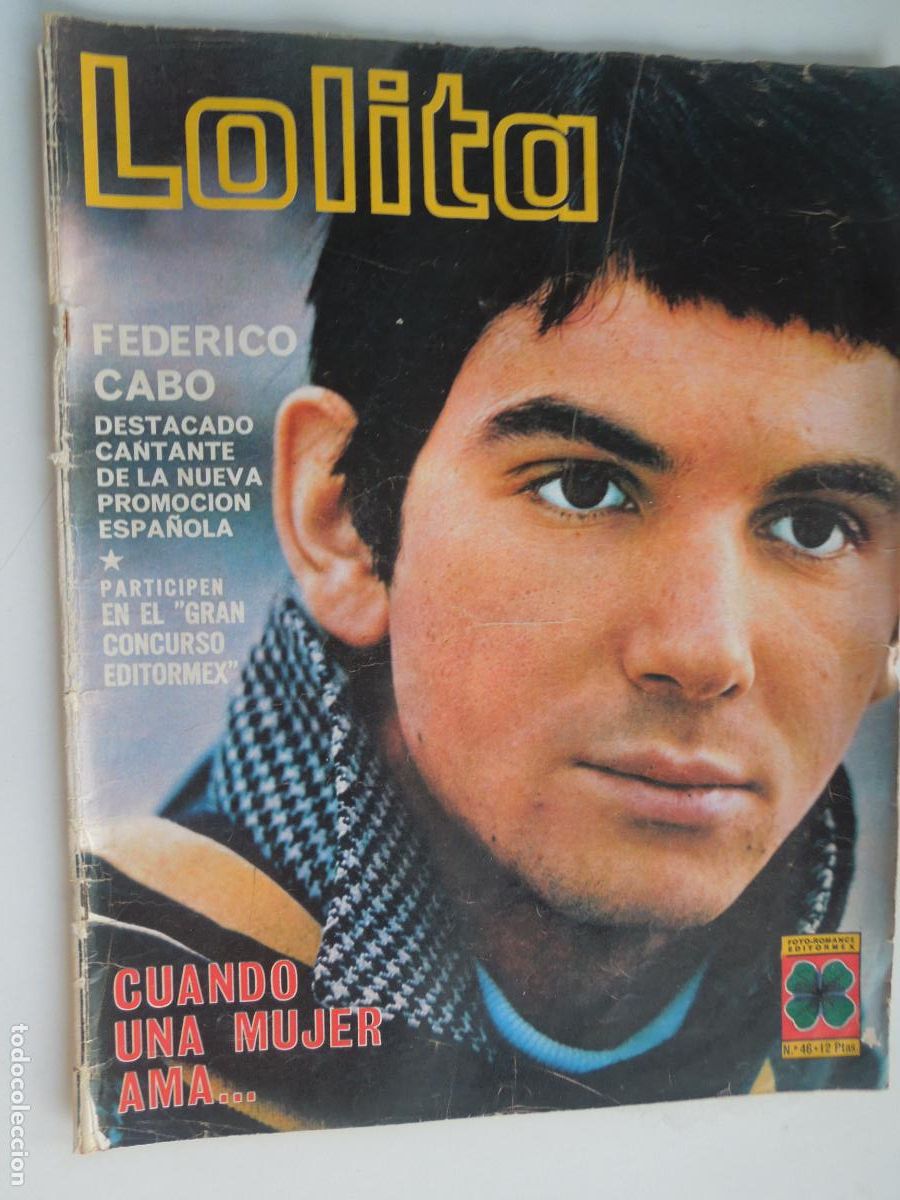 Lolita
FEDERICO
CABO
DESTACADO
CANTANTE
DE LA NUEVA
PROMOCION
ESPAÑOLA
PARTICIPEN
EN EL "GRAN
CONCURSO
EDITORMEX"
CUANDO
UNA MUJER
AMA...
FOTO-ROMANCE
EDITORMEX
N.º 46 • 12 Ptas.
todocoleccion